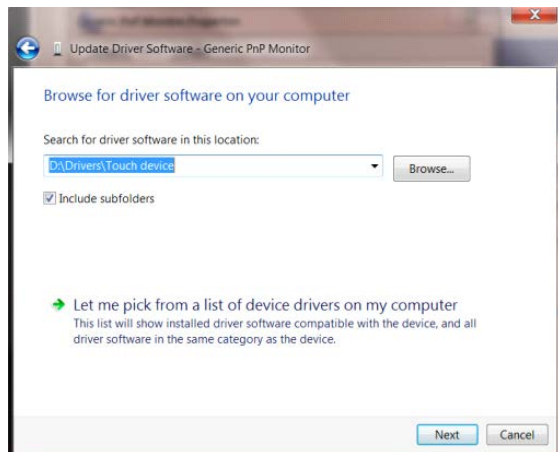 Update Driver Software - Generic PnP Monitor
Browse for driver software on your computer
Search for driver software in this location:
D:\Drivers\Touch device
Browse...
Include subfolders
Let me pick from a list of device drivers on my computer
This list will show installed driver software compatible with the device, and all
driver software in the same category as the device.
Next
Cancel